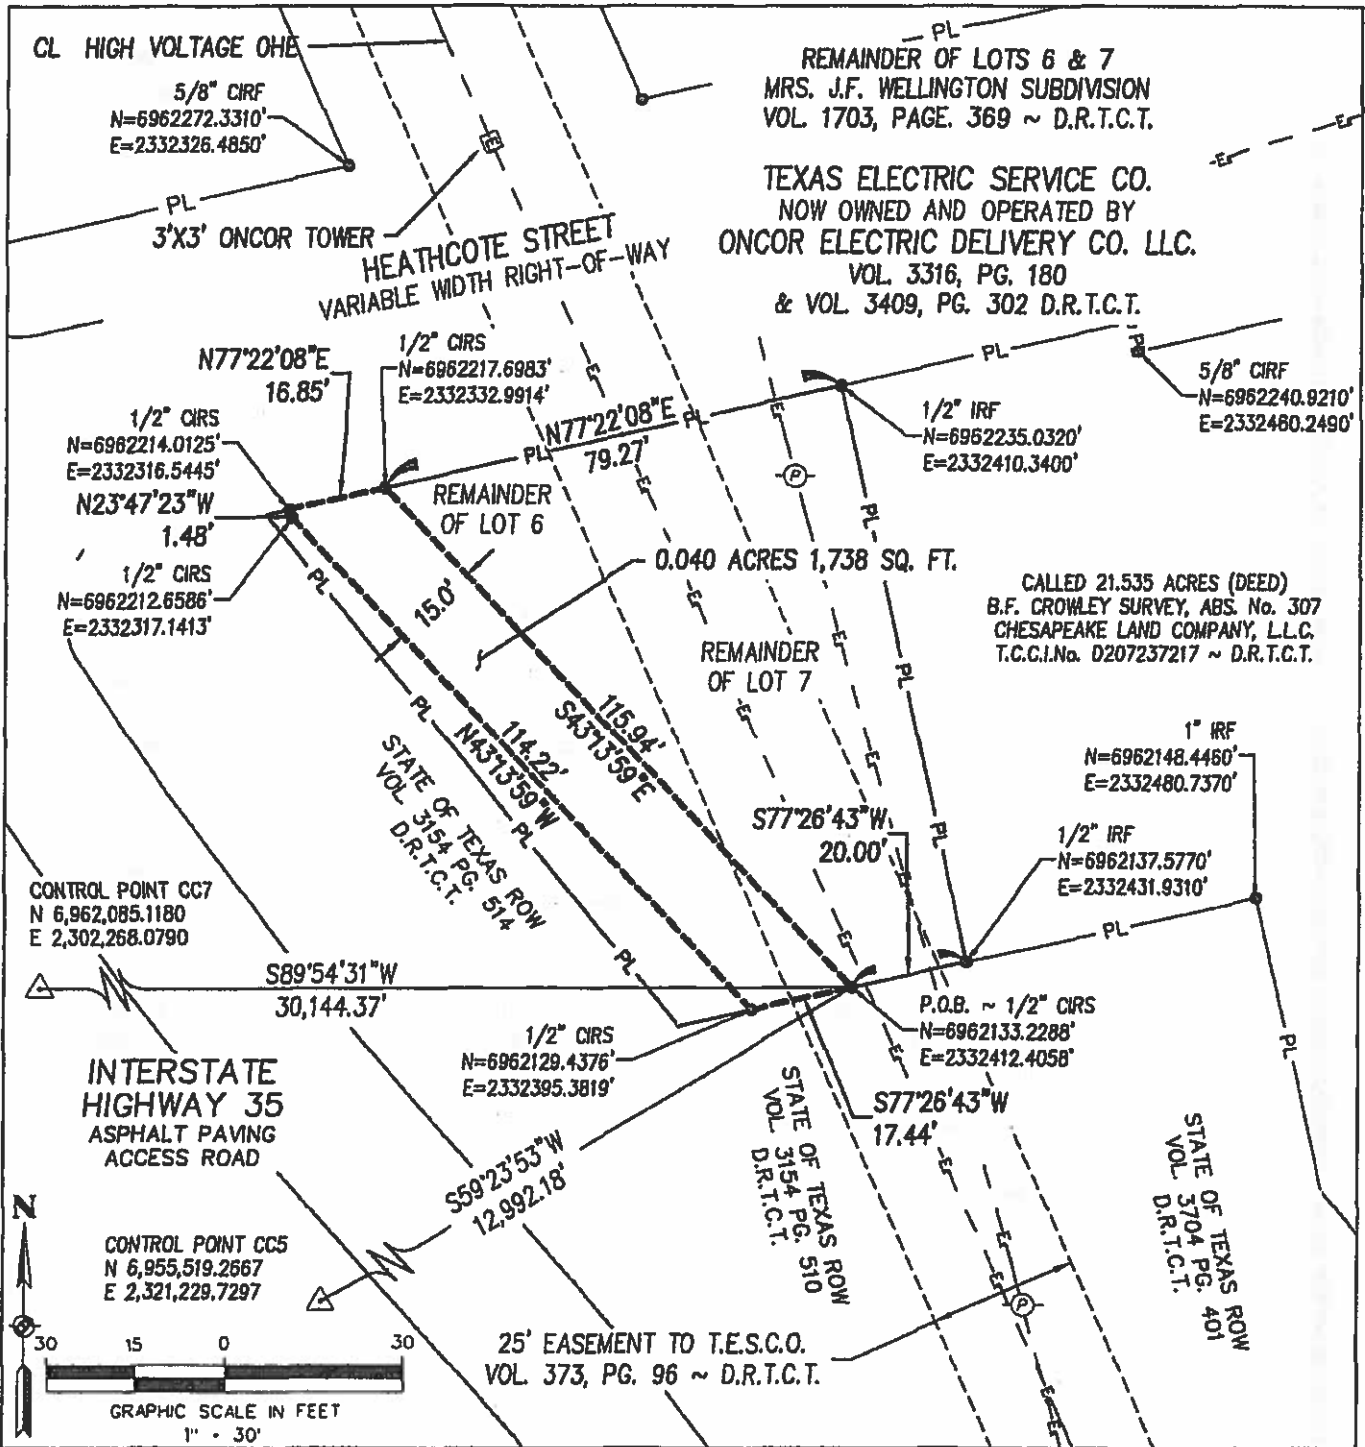 CL HIGH VOLTAGE OHE
5/8" CIRF
N=6962272.3310'
E=2332326.4850'
PL
3'X3' ONCOR TOWER
HEATHCOTE STREET
VARIABLE WIDTH RIGHT-OF-WAY
PL
REMAINDER OF LOTS 6 & 7
MRS. J.F. WELLINGTON SUBDIVISION
VOL. 1703, PAGE. 369 ~ D.R.T.C.T.
E
E
TEXAS ELECTRIC SERVICE CO.
NOW OWNED AND OPERATED BY
ONCOR ELECTRIC DELIVERY CO. LLC.
VOL. 3316, PG. 180
& VOL. 3409, PG. 302 D.R.T.C.T.
N77°22'08"E
16.85'
1/2" CIRS
N=6962217.6983'
E=2332332.9914'
1/2" CIRS
N=6962214.0125'
E=2332316.5445'
N23°47'23"W
1.48'
1/2" CIRS
N=6962212.6586'
E=2332317.1413'
N77°22'08"E
79.27'
PL
PL
PL
5/8" CIRF
N=6962240.9210'
E=2332460.2490'
1/2" IRF
N=6962235.0320'
E=2332410.3400'
P
REMAINDER
OF LOT 6
15.0'
0.040 ACRES 1,738 SQ. FT.
CALLED 21.535 ACRES (DEED)
B.F. CROWLEY SURVEY, ABS. No. 307
CHESAPEAKE LAND COMPANY, L.L.C.
T.C.C.I.No. D207237217 ~ D.R.T.C.T.
REMAINDER
OF LOT 7
PL
PL
PL
115.94'
S43°13'59"E
114.22'
N43°13'59"W
PL
PL
PL
PL
STATE OF TEXAS ROW
VOL. 3154 PG. 514
D.R.T.C.T.
1" IRF
N=6962148.4460'
E=2332480.7370'
S77°26'43"W
20.00'
1/2" IRF
N=6962137.5770'
E=2332431.9310'
PL
PL
CONTROL POINT CC7
N 6,962,085.1180
E 2,302,268.0790
S89°54'31"W
30,144.37'
P.O.B. ~ 1/2" CIRS
N=6962133.2288'
E=2332412.4058'
1/2" CIRS
N=6962129.4376'
E=2332395.3819'
S77°26'43"W
17.44'
INTERSTATE
HIGHWAY 35
ASPHALT PAVING
ACCESS ROAD
S59°23'53"W
12,992.18'
STATE OF TEXAS ROW
VOL. 3154 PG. 510
D.R.T.C.T.
STATE OF TEXAS ROW
VOL. 3704 PG. 401
D.R.T.C.T.
N
CONTROL POINT CC5
N 6,955,519.2667
E 2,321,229.7297
P
25' EASEMENT TO T.E.S.C.O.
VOL. 373, PG. 96 ~ D.R.T.C.T.
30 15 0 30
GRAPHIC SCALE IN FEET
1" = 30'